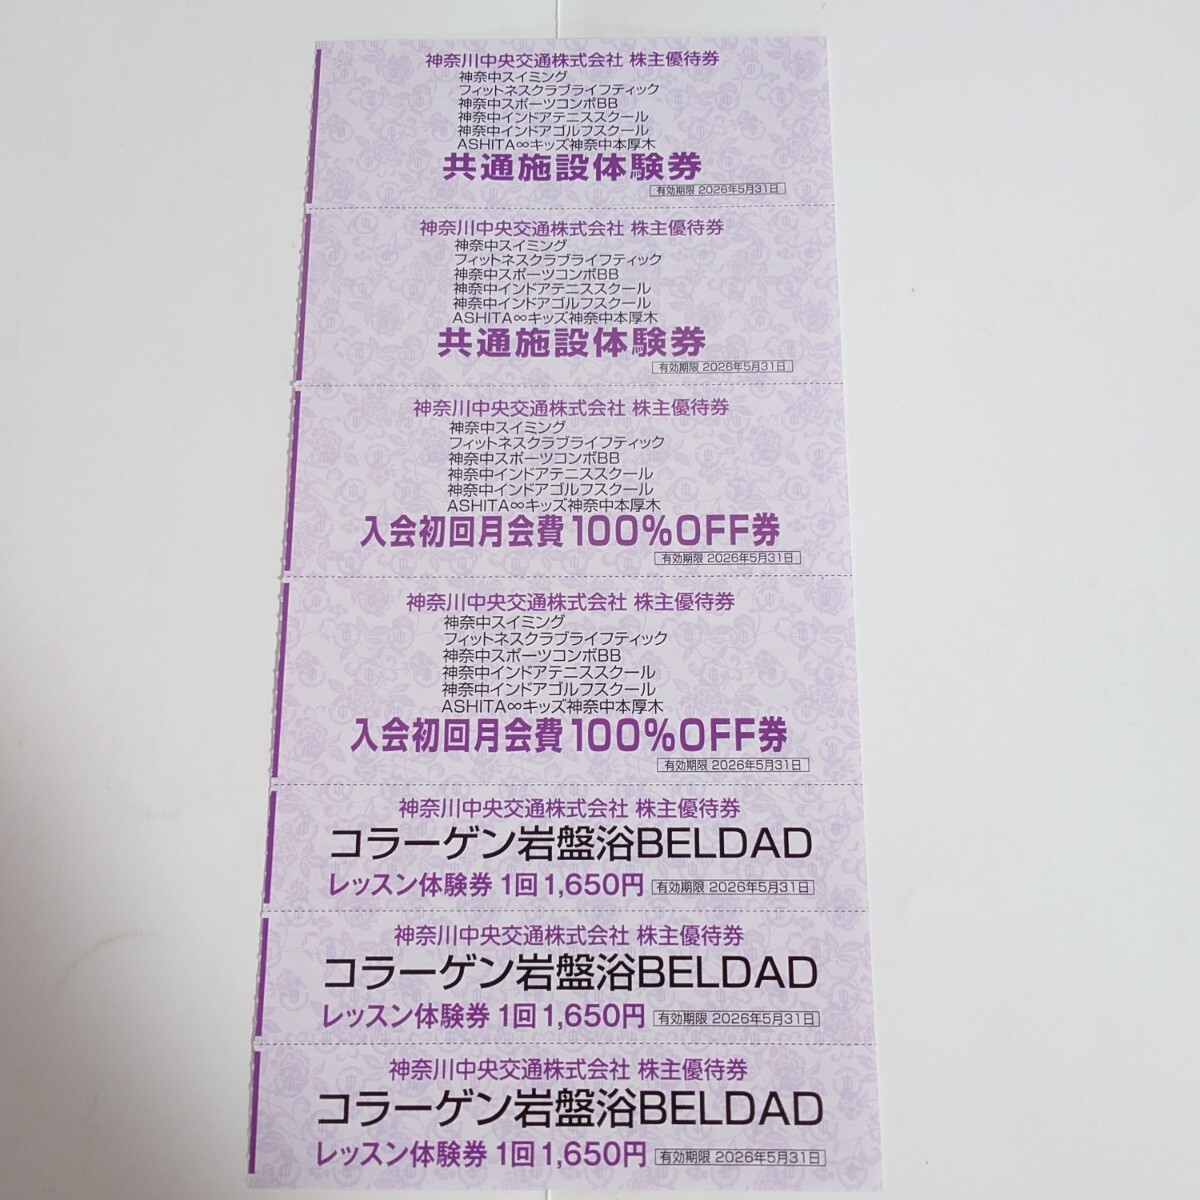 神奈川中央交通株式会社 株主優待券
神奈中スイミング
フィットネスクラブライフティック
神奈中スポーツコンポBB
神奈中インドアテニススクール
神奈中インドアゴルフスクール
ASHITA∞キッズ神奈中本厚木
共通施設体験券
有効期限 2026年5月31日
神奈川中央交通株式会社 株主優待券
神奈中スイミング
フィットネスクラブライフティック
神奈中スポーツコンポBB
神奈中インドアテニススクール
神奈中インドアゴルフスクール
ASHITA∞キッズ神奈中本厚木
共通施設体験券
有効期限 2026年5月31日
神奈川中央交通株式会社 株主優待券
神奈中スイミング
フィットネスクラブライフティック
神奈中スポーツコンポBB
神奈中インドアテニススクール
神奈中インドアゴルフスクール
ASHITA∞キッズ神奈中本厚木
入会初回月会費100%OFF券
有効期限 2026年5月31日
神奈川中央交通株式会社 株主優待券
神奈中スイミング
フィットネスクラブライフティック
神奈中スポーツコンポBB
神奈中インドアテニススクール
神奈中インドアゴルフスクール
ASHITA∞キッズ神奈中本厚木
入会初回月会費100%OFF券
有効期限 2026年5月31日
神奈川中央交通株式会社 株主優待券
コラーゲン岩盤浴BELDAD
レッスン体験券 1回1,650円 有効期限 2026年5月31日
神奈川中央交通株式会社 株主優待券
コラーゲン岩盤浴BELDAD
レッスン体験券 1回1,650円 有効期限 2026年5月31日
神奈川中央交通株式会社 株主優待券
コラーゲン岩盤浴BELDAD
レッスン体験券 1回1,650円 有効期限 2026年5月31日